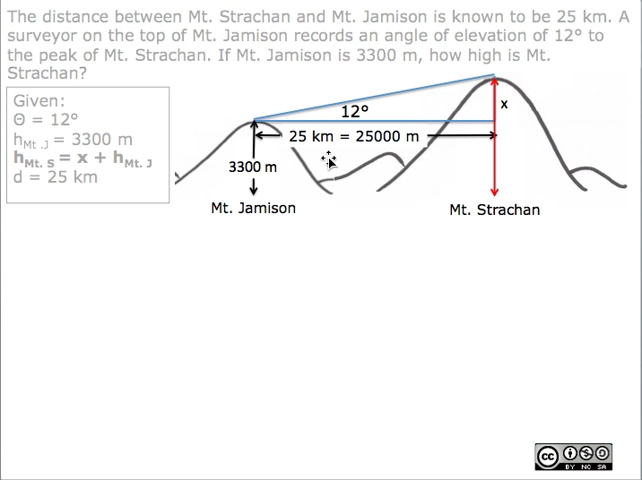 The distance between Mt. Strachan and Mt. Jamison is known to be 25 km. A
surveyor on the top of Mt. Jamison records an angle of elevation of 12° to
the peak of Mt. Strachan. If Mt. Jamison is 3300 m, how high is Mt.
Strachan?
Given:
Θ = 12°
hMt .J = 3300 m
hMt. S = x + hMt. J
d = 25 km
12°
x
25 km = 25000 m
3300 m
Mt. Jamison
Mt. Strachan
cc
BY NC SA